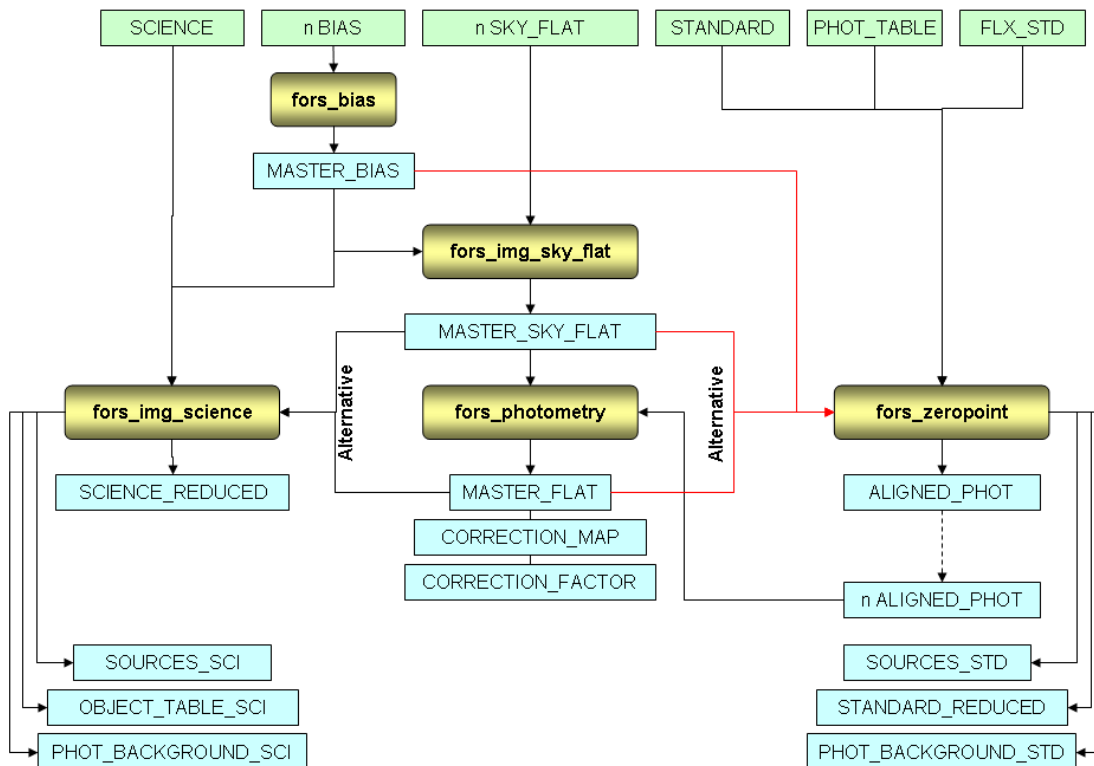 SCIENCE
n BIAS
n SKY_FLAT
STANDARD
PHOT_TABLE
FLX_STD
fors_bias
MASTER_BIAS
fors_img_sky_flat
MASTER_SKY_FLAT
Alternative
Alternative
fors_img_science
fors_photometry
fors_zeropoint
SCIENCE_REDUCED
MASTER_FLAT
ALIGNED_PHOT
CORRECTION_MAP
CORRECTION_FACTOR
n ALIGNED_PHOT
SOURCES_SCI
SOURCES_STD
OBJECT_TABLE_SCI
STANDARD_REDUCED
PHOT_BACKGROUND_SCI
PHOT_BACKGROUND_STD